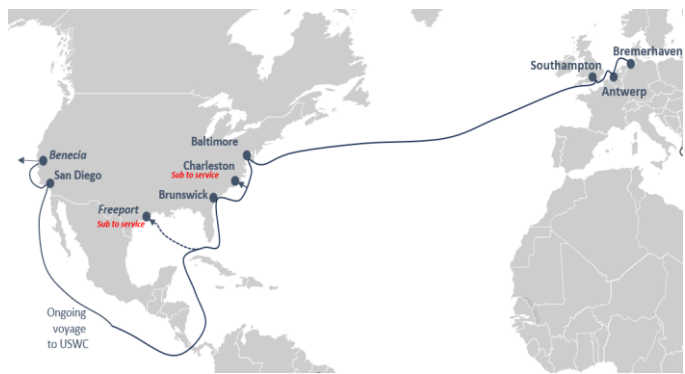 Bremerhaven
Southampton
Antwerp
Baltimore
Benecia
Charleston
Sub to service
San Diego
Brunswick
Freeport
Sub to service
Ongoing
voyage
to USWC